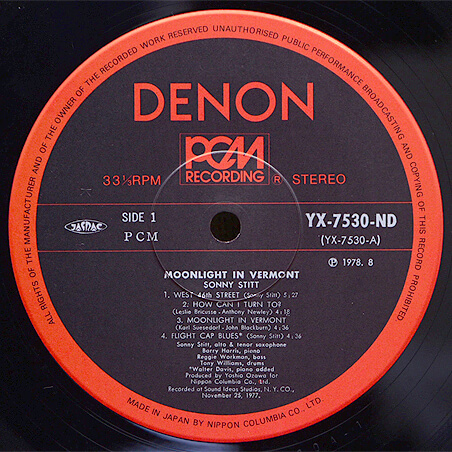 ALL RIGHTS OF THE MANUFACTURER AND OF THE OWNER OF THE RECORDED WORK RESERVED UNAUTHORISED PUBLIC PERFORMANCE BROADCASTING AND COPYING OF THIS RECORD PROHIBITED
DENON
PCM
RECORDING ®
33 1/3 RPM
STEREO
JASRAC
SIDE 1
PCM
YX-7530-ND
(YX-7530-A)
Ⓟ 1978. 8
MOONLIGHT IN VERMONT
SONNY STITT
1. WEST 46th STREET (Sonny Stitt) 5:27
2. HOW CAN I TURN TO?
(Leslie Bricusse - Anthony Newley) 4:18
3. MOONLIGHT IN VERMONT
(Karl Suesedorf - John Blackburn) 4:36
4. FLIGHT CAP BLUES* (Sonny Stitt) 4:36
Sonny Stitt, alto & tenor saxophone
Barry Harris, piano
Reggie Workman, bass
Tony Williams, drums
*Walter Davis, piano added
Produced by Yoshio Ozawa for
Nippon Columbia Co., Ltd.
Recorded at Sound Ideas Studios, N.Y. CO.,
November 25, 1977.
MADE IN JAPAN BY NIPPON COLUMBIA CO., LTD.